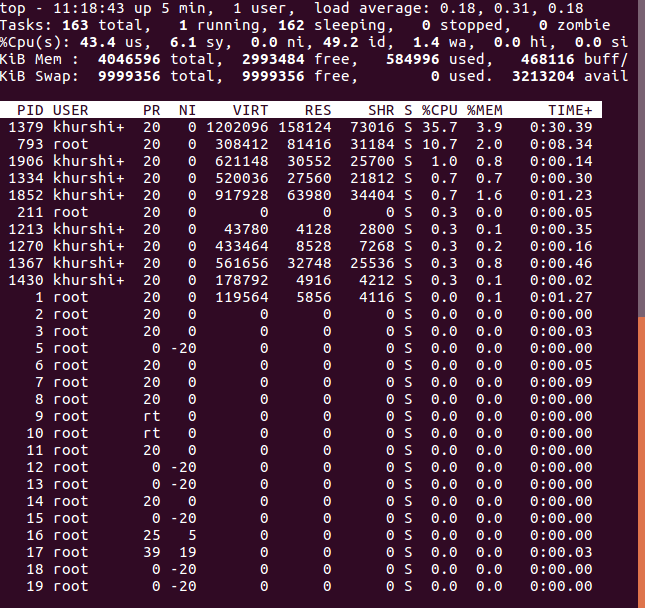 top - 11:18:43 up 5 min,  1 user,  load average: 0.18, 0.31, 0.18
Tasks: 163 total,   1 running, 162 sleeping,   0 stopped,   0 zombie
%Cpu(s): 43.4 us,  6.1 sy,  0.0 ni, 49.2 id,  1.4 wa,  0.0 hi,  0.0 si
KiB Mem :  4046596 total,  2993484 free,   584996 used,   468116 buff/
KiB Swap:  9999356 total,  9999356 free,        0 used.  3213204 avail
PID USER      PR  NI    VIRT    RES    SHR S %CPU %MEM     TIME+
1379 khurshi+  20   0 1202096 158124  73016 S 35.7  3.9   0:30.39
793 root      20   0  308412  81416  31184 S 10.7  2.0   0:08.34
1906 khurshi+  20   0  621148  30552  25700 S  1.0  0.8   0:00.14
1334 khurshi+  20   0  520036  27560  21812 S  0.7  0.7   0:00.30
1852 khurshi+  20   0  917928  63980  34404 S  0.7  1.6   0:01.23
211 root      20   0       0      0      0 S  0.3  0.0   0:00.05
1213 khurshi+  20   0   43780   4128   2800 S  0.3  0.1   0:00.35
1270 khurshi+  20   0  433464   8528   7268 S  0.3  0.2   0:00.16
1367 khurshi+  20   0  561656  32748  25536 S  0.3  0.8   0:00.46
1430 khurshi+  20   0  178792   4916   4212 S  0.3  0.1   0:00.02
1 root      20   0  119564   5856   4116 S  0.0  0.1   0:01.27
2 root      20   0       0      0      0 S  0.0  0.0   0:00.00
3 root      20   0       0      0      0 S  0.0  0.0   0:00.03
5 root       0 -20       0      0      0 S  0.0  0.0   0:00.00
6 root      20   0       0      0      0 S  0.0  0.0   0:00.05
7 root      20   0       0      0      0 S  0.0  0.0   0:00.09
8 root      20   0       0      0      0 S  0.0  0.0   0:00.00
9 root      rt   0       0      0      0 S  0.0  0.0   0:00.00
10 root      rt   0       0      0      0 S  0.0  0.0   0:00.00
11 root      20   0       0      0      0 S  0.0  0.0   0:00.00
12 root       0 -20       0      0      0 S  0.0  0.0   0:00.00
13 root       0 -20       0      0      0 S  0.0  0.0   0:00.00
14 root      20   0       0      0      0 S  0.0  0.0   0:00.00
15 root       0 -20       0      0      0 S  0.0  0.0   0:00.00
16 root      25   5       0      0      0 S  0.0  0.0   0:00.00
17 root      39  19       0      0      0 S  0.0  0.0   0:00.03
18 root       0 -20       0      0      0 S  0.0  0.0   0:00.00
19 root       0 -20       0      0      0 S  0.0  0.0   0:00.00